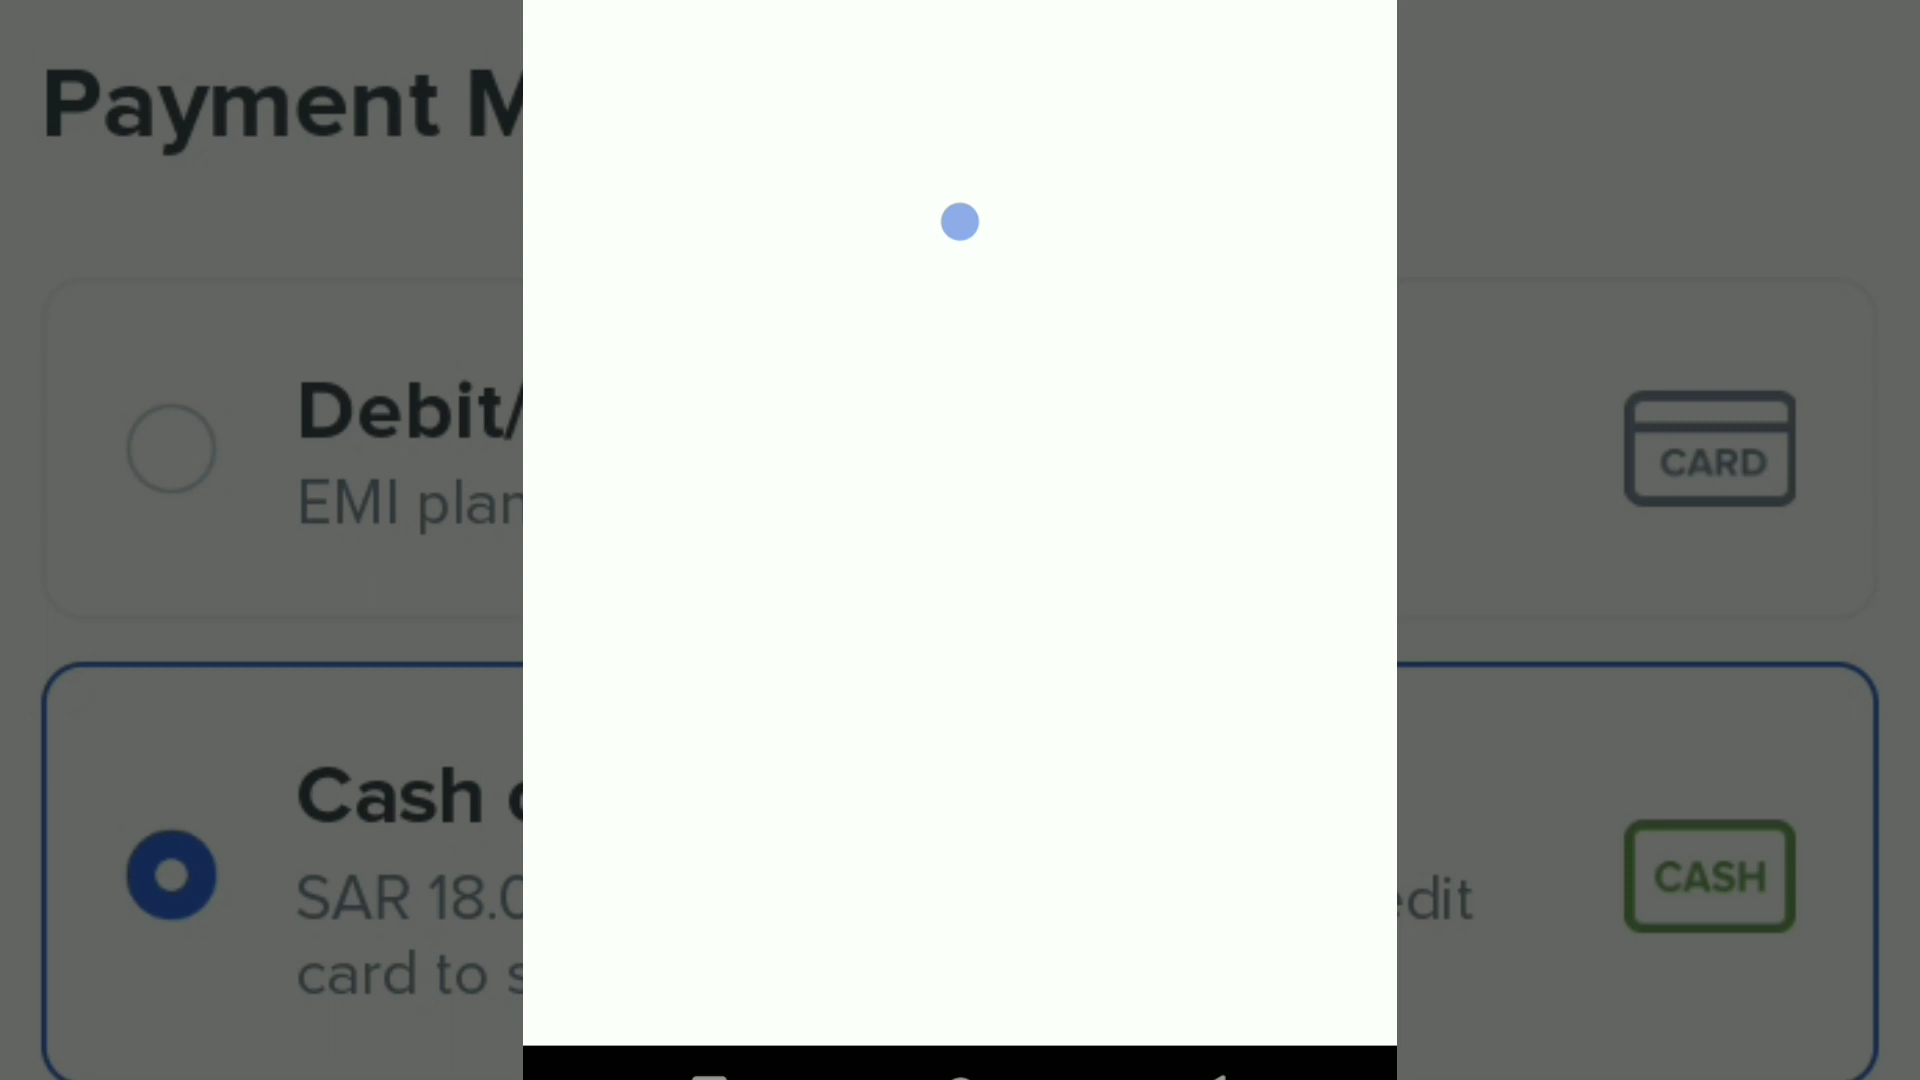 Payment M
Debit/
EMI plan
CARD
Cash
SAR 18.0
edit
card to s
CASH